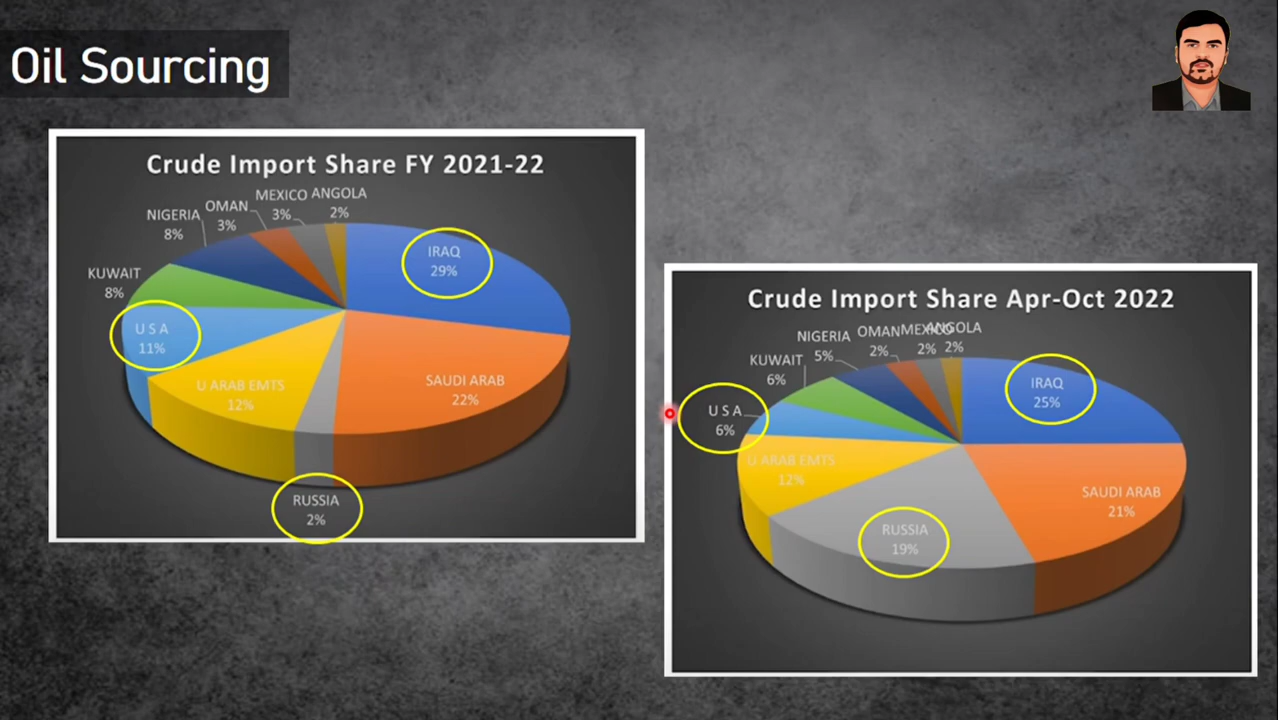 Oil Sourcing
Crude Import Share FY 2021-22
MEXICO
3%
ANGOLA
2%
OMAN
3%
NIGERIA
8%
IRAQ
29%
KUWAIT
8%
U S A
11%
U ARAB EMTS
12%
SAUDI ARAB
22%
RUSSIA
2%
Crude Import Share Apr-Oct 2022
NIGERIA
5%
OMAN
2%
MEXICO
2%
ANGOLA
2%
KUWAIT
6%
IRAQ
25%
U S A
6%
U ARAB EMTS
12%
SAUDI ARAB
21%
RUSSIA
19%